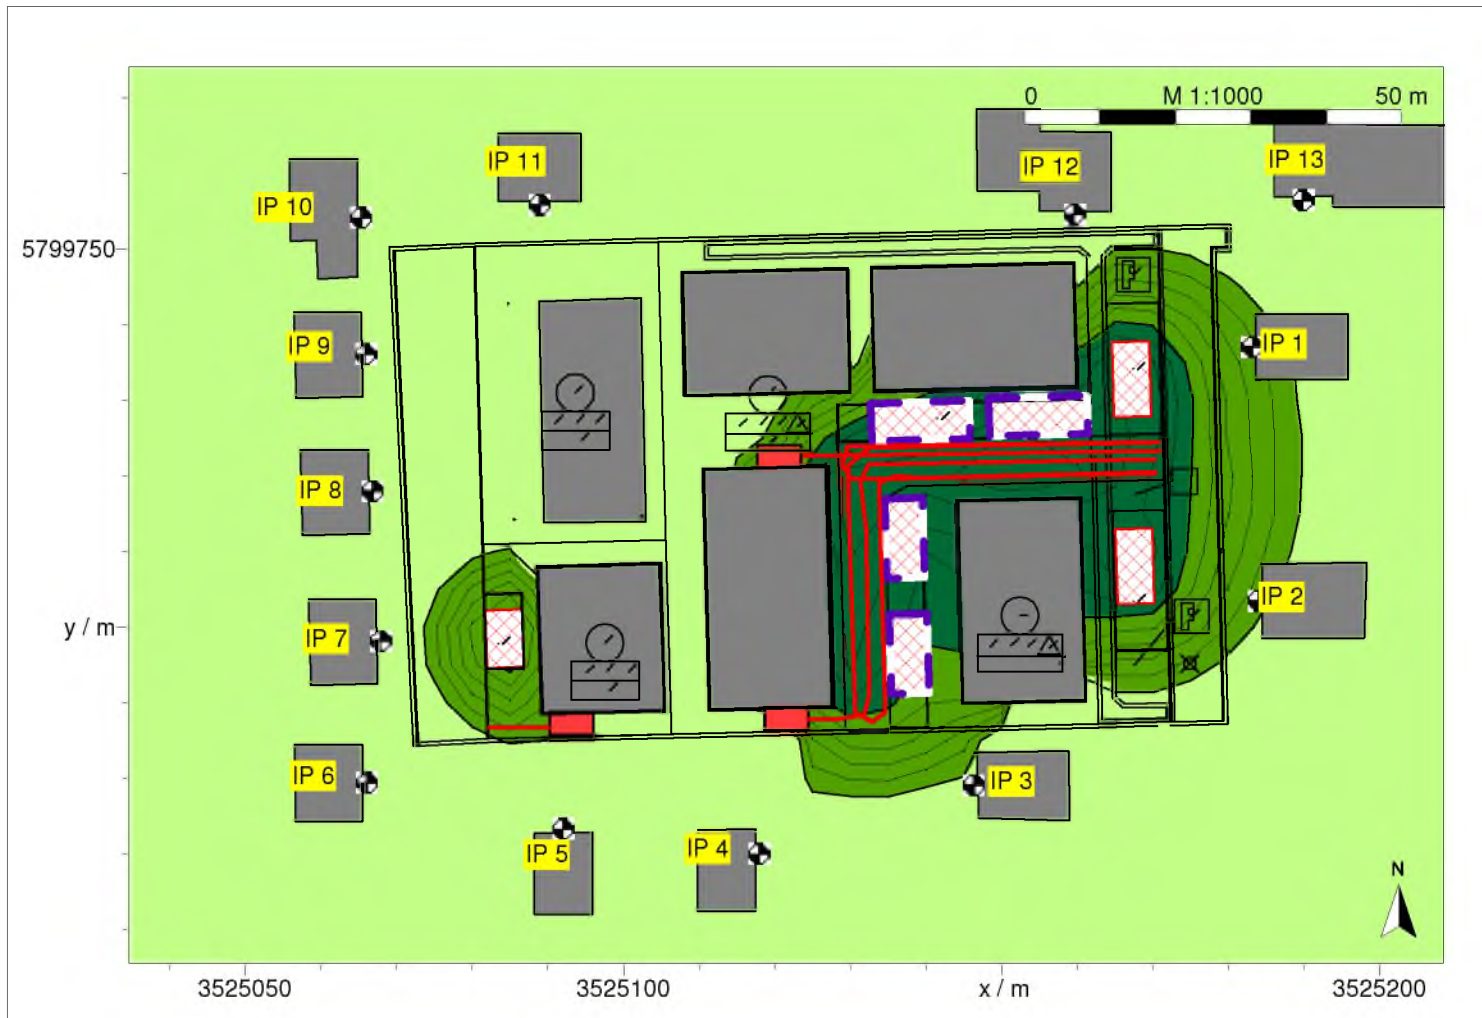 0 M 1:1000 50 m
IP 11
IP 12
IP 13
IP 10
5799750
IP 9
IP 1
IP 8
IP 2
y / m
IP 7
IP 6
IP 3
IP 5
IP 4
N
3525050
3525100
x / m
3525200